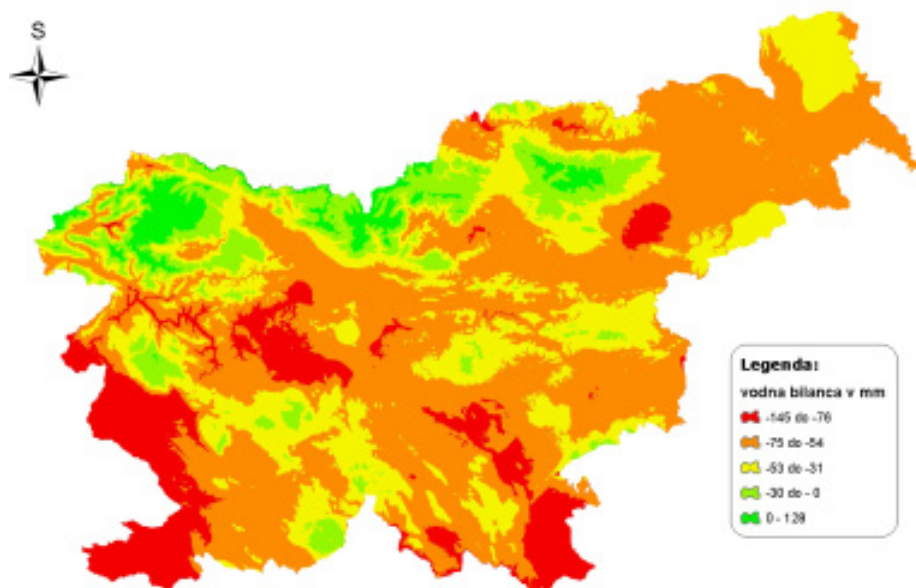 S
Legenda:
vodna bilanca v mm
-145 do -76
-75 do -54
-53 do -31
-30 do - 0
0 - 128